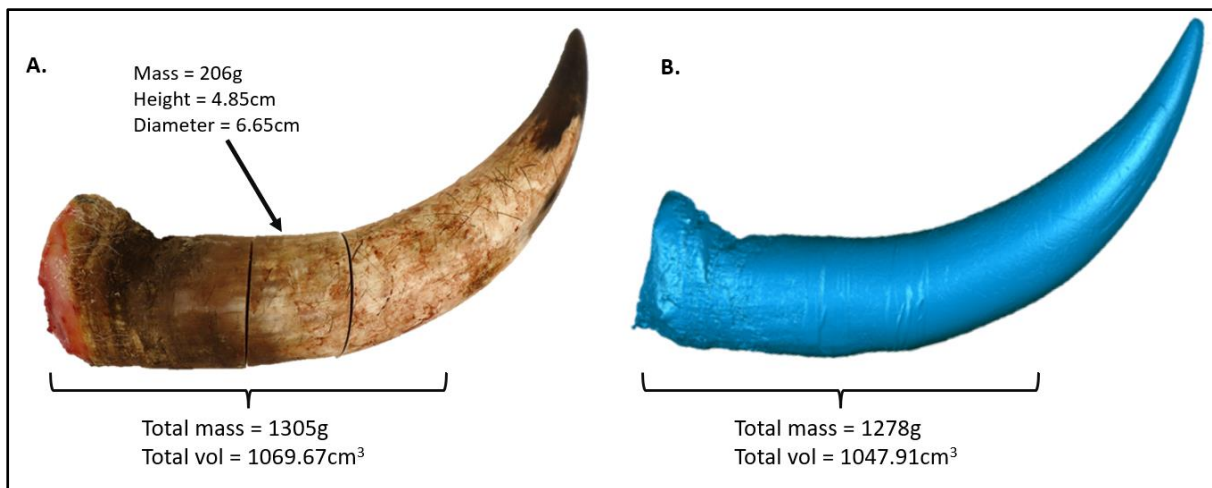 A.
Mass = 206g
Height = 4.85cm
Diameter = 6.65cm
Total mass = 1305g
Total vol = 1069.67cm³
B.
Total mass = 1278g
Total vol = 1047.91cm³